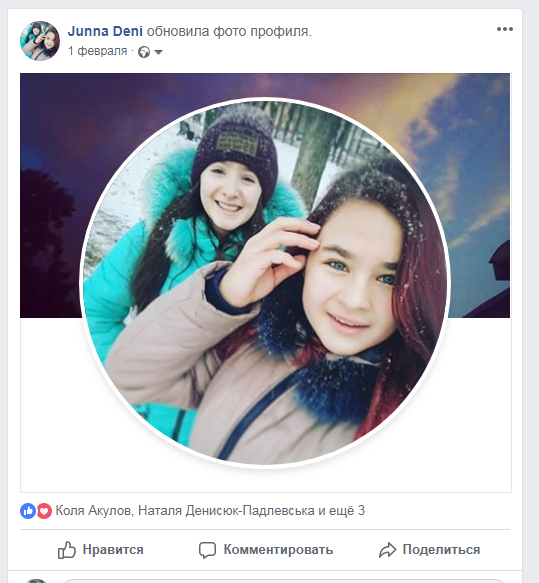 Junna Deni обновила фото профиля.
1 февраля ·
Коля Акулов, Наталя Денисюк-Падлевська и ещё 3
Нравится Комментировать Поделиться